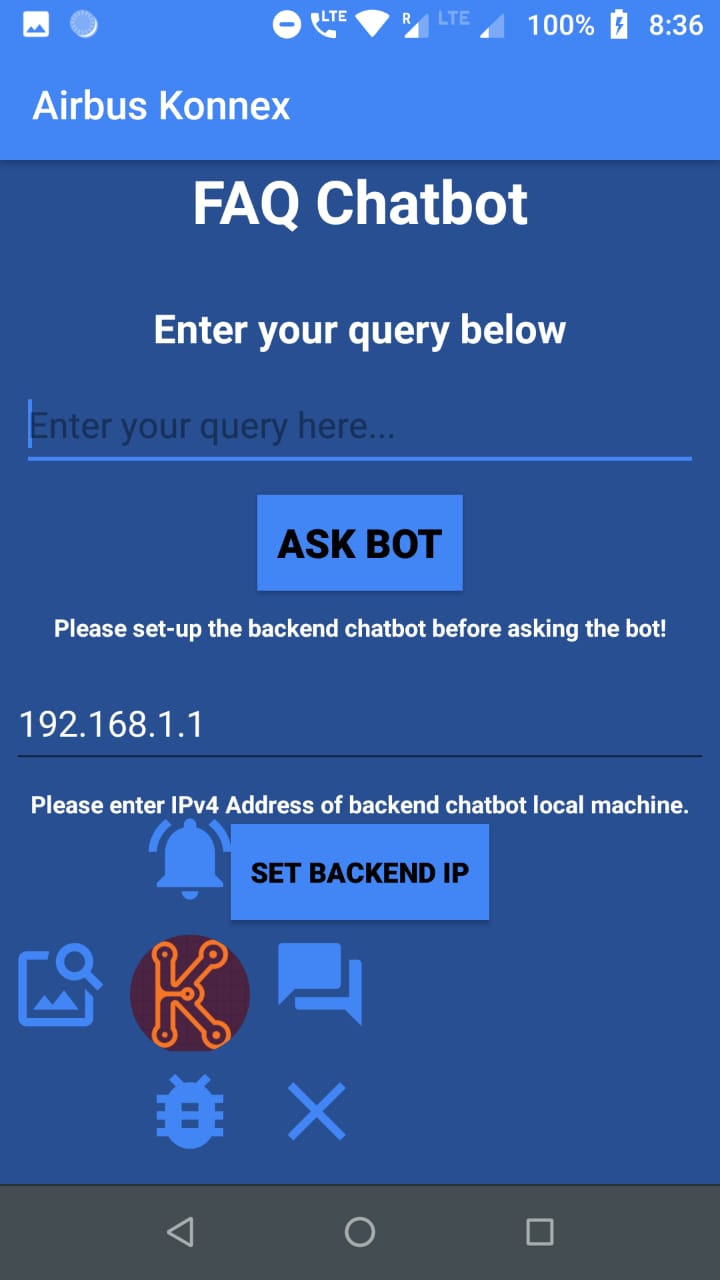 LTE R LTE 100% 8:36
Airbus Konnex
FAQ Chatbot
Enter your query below
Enter your query here...
ASK BOT
Please set-up the backend chatbot before asking the bot!
192.168.1.1
Please enter IPv4 Address of backend chatbot local machine.
SET BACKEND IP
K